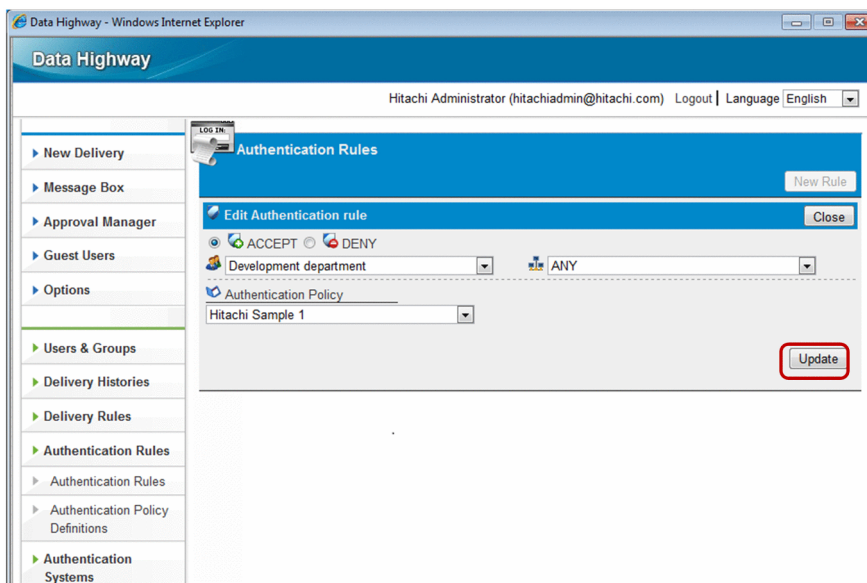 Data Highway - Windows Internet Explorer
Data Highway
Hitachi Administrator (hitachiadmin@hitachi.com) Logout Language English
LOG IN:
Authentication Rules
New Rule
Edit Authentication rule
Close
ACCEPT DENY
Development department ANY
Authentication Policy
Hitachi Sample 1
Update
New Delivery
Message Box
Approval Manager
Guest Users
Options
Users & Groups
Delivery Histories
Delivery Rules
Authentication Rules
Authentication Rules
Authentication Policy
Definitions
Authentication
Systems